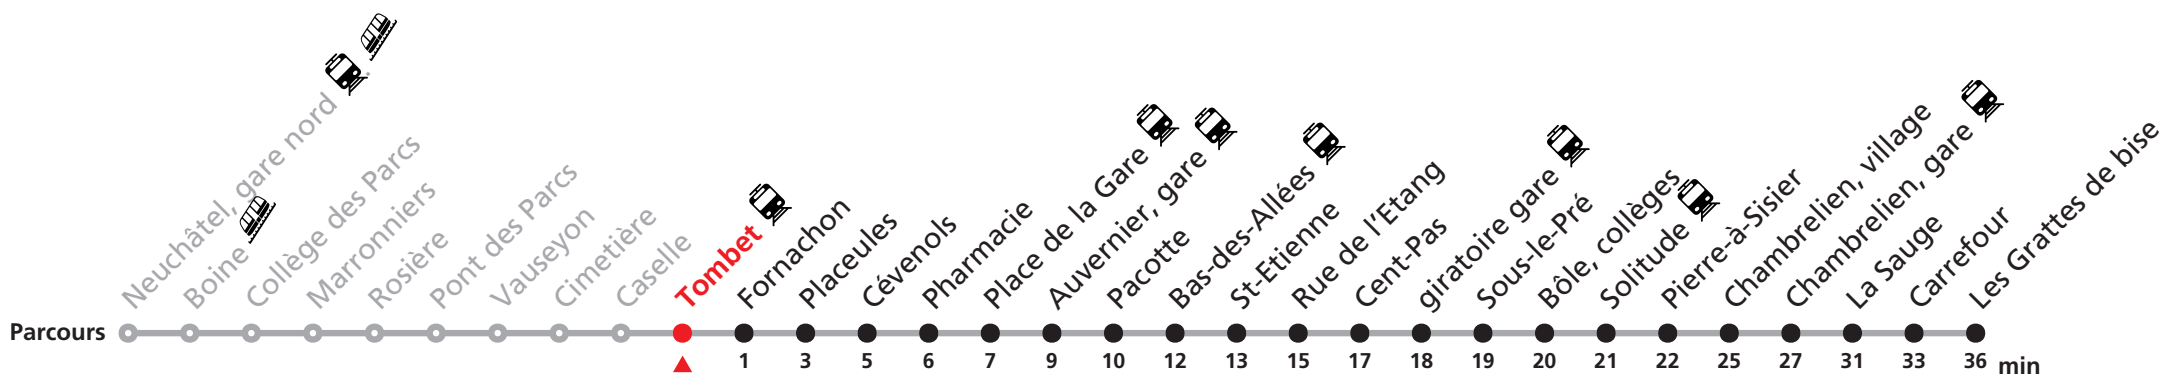 Neuchâtel, gare nord
Boine
Collège des Parcs
Marronniers
Rosière
Pont des Parcs
Vauseyon
Cimetière
Caselle
Tombet
Fornachon
Placeules
Cévenols
Pharmacie
Place de la Gare
Auvernier, gare
Pacotte
Bas-des-Allées
St-Etienne
Rue de l'Etang
Cent-Pas
giratoire gare
Sous-le-Pré
Bôle, collèges
Solitude
Pierre-à-Sisier
Chambrelien, village
Chambrelien, gare
La Sauge
Carrefour
Les Grattes de bise
Parcours
1 3 5 6 7 9 10 12 13 15 17 18 19 20 21 22 25 27 31 33 36 min